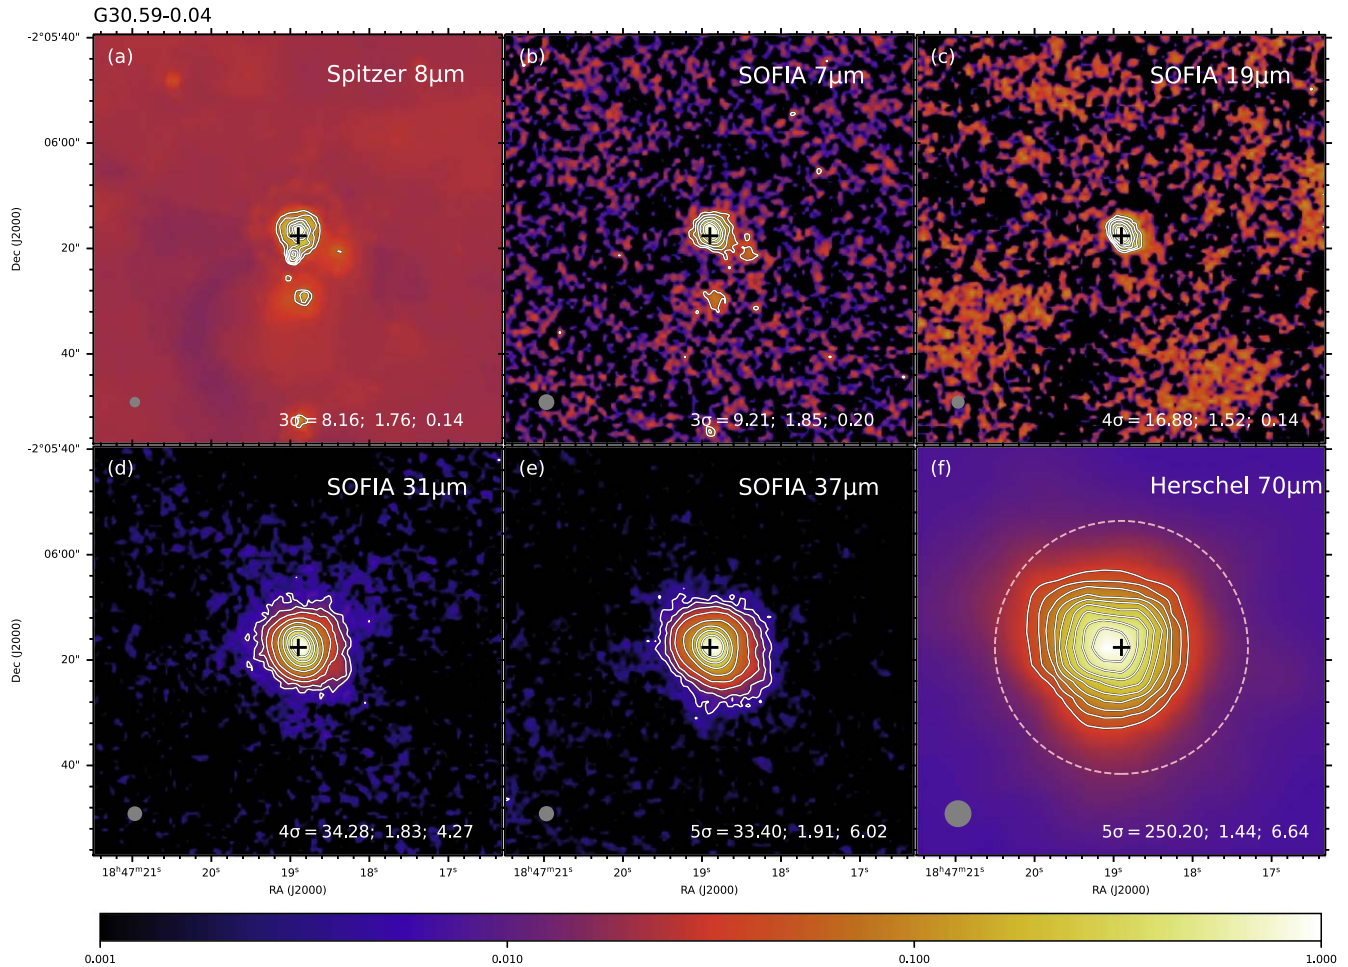 G30.59-0.04
(a)
Spitzer 8μm
(b)
SOFIA 7μm
(c)
SOFIA 19μm
-2°05'40"
06'00"
20"
40"
Dec (J2000)
3σ = 8.16; 1.76; 0.14
3σ = 9.21; 1.85; 0.20
4σ = 16.88; 1.52; 0.14
(d)
SOFIA 31μm
(e)
SOFIA 37μm
(f)
Herschel 70μm
-2°05'40"
06'00"
20"
40"
Dec (J2000)
4σ = 34.28; 1.83; 4.27
5σ = 33.40; 1.91; 6.02
5σ = 250.20; 1.44; 6.64
18ʰ47ᵐ21ˢ 20ˢ 19ˢ 18ˢ 17ˢ
18ʰ47ᵐ21ˢ 20ˢ 19ˢ 18ˢ 17ˢ
18ʰ47ᵐ21ˢ 20ˢ 19ˢ 18ˢ 17ˢ
RA (J2000)
RA (J2000)
RA (J2000)
0.001 0.010 0.100 1.000